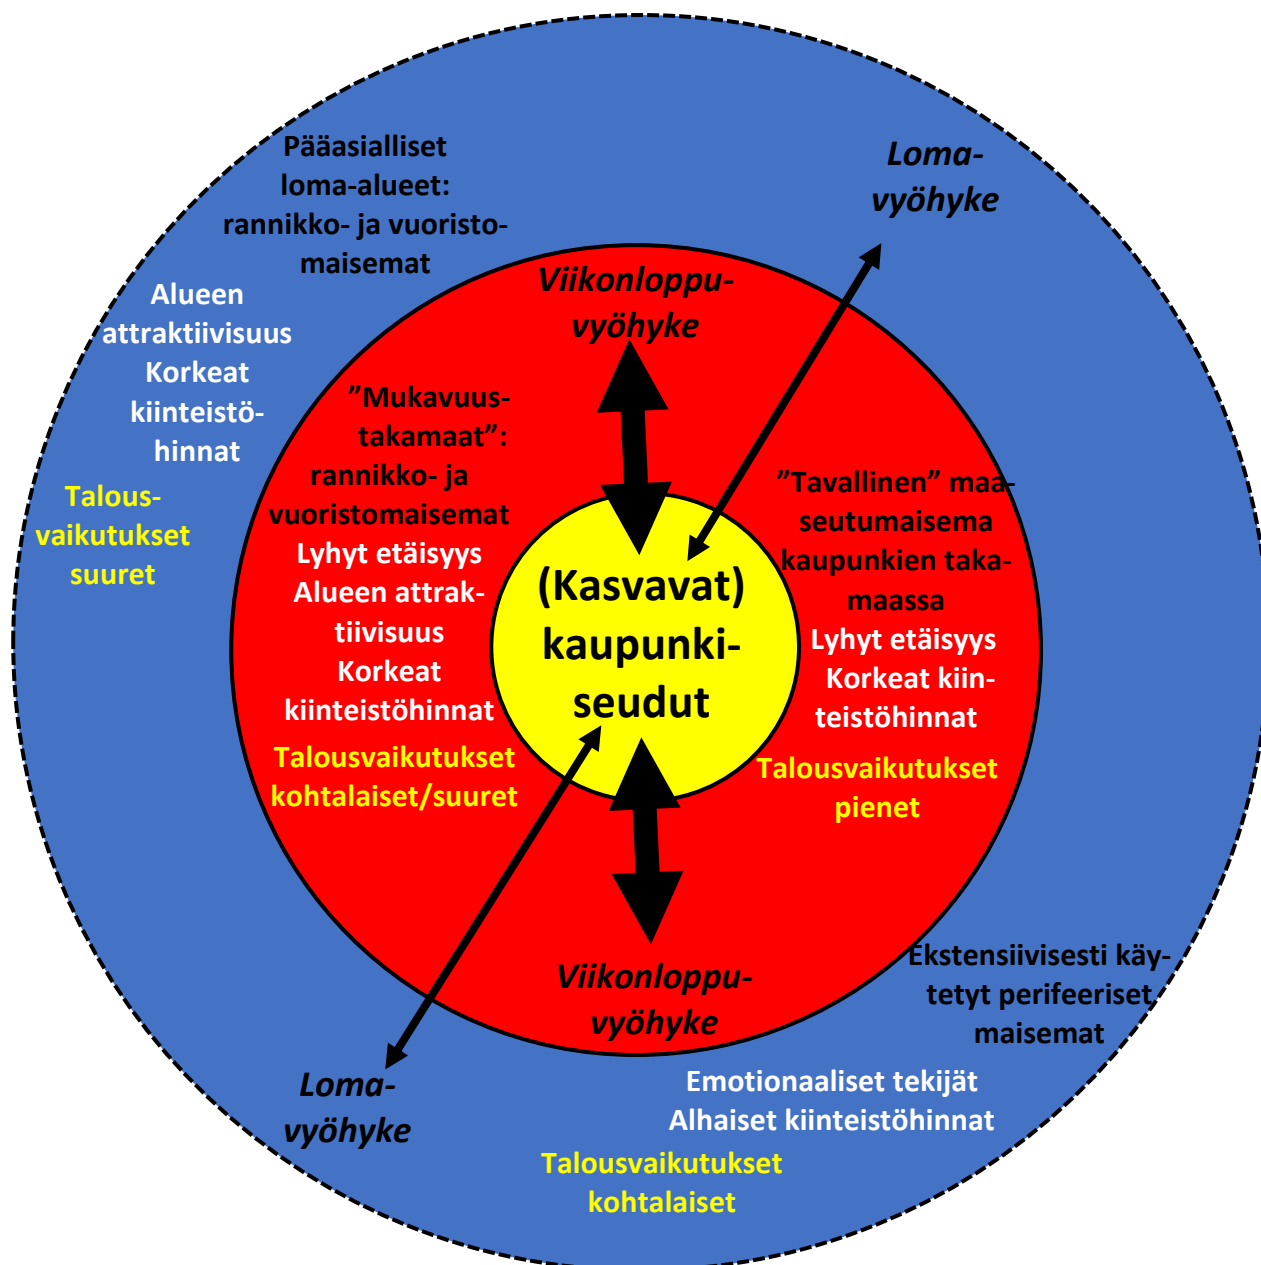 Pääasialliset
loma-alueet:
rannikko- ja vuoristo-
maisemat
Alueen
attraktiivisuus
Korkeat
kiinteistö-
hinnat
Talous-
vaikutukset
suuret
Loma-
vyöhyke
Viikonloppu-
vyöhyke
”Mukavuus-
takamaat”:
rannikko- ja
vuoristomaisemat
Lyhyt etäisyys
Alueen attrak-
tiivisuus
Korkeat
kiinteistöhinnat
Talousvaikutukset
kohtalaiset/suuret
(Kasvavat)
kaupunki-
seudut
”Tavallinen” maa-
seutumaisema
kaupunkien taka-
maassa
Lyhyt etäisyys
Korkeat kiin-
teistöhinnat
Talousvaikutukset
pienet
Viikonloppu-
vyöhyke
Loma-
vyöhyke
Ekstensiivisesti käy-
tetyt perifeeriset
maisemat
Emotionaaliset tekijät
Alhaiset kiinteistöhinnat
Talousvaikutukset
kohtalaiset